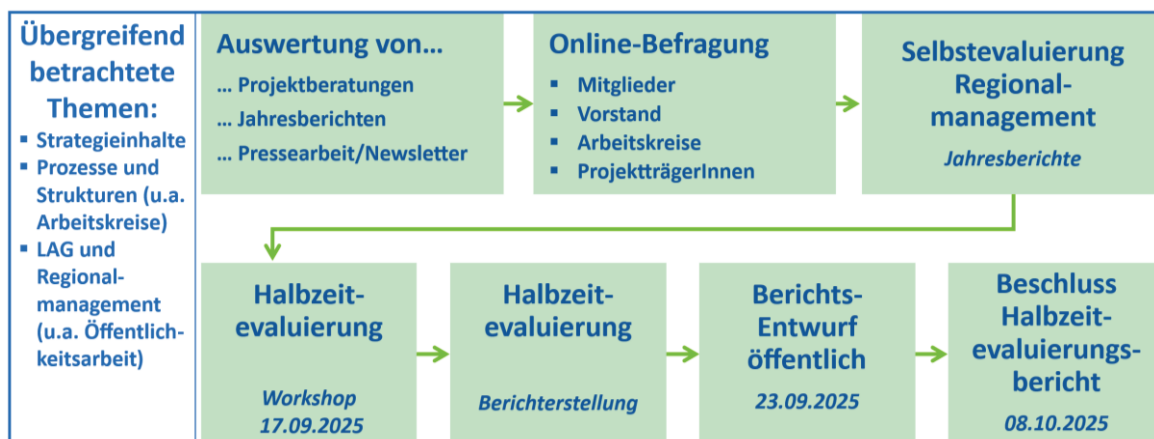 Übergreifend
betrachtete
Themen:
▪ Strategieinhalte
▪ Prozesse und
Strukturen (u.a.
Arbeitskreise)
▪ LAG und
Regional-
management
(u.a. Öffentlich-
keitsarbeit)
Auswertung von...
... Projektberatungen
... Jahresberichten
... Pressearbeit/Newsletter
Online-Befragung
▪ Mitglieder
▪ Vorstand
▪ Arbeitskreise
▪ ProjektträgerInnen
Selbstevaluierung
Regional-
management
Jahresberichte
Halbzeit-
evaluierung
Workshop
17.09.2025
Halbzeit-
evaluierung
Berichterstellung
Berichts-
Entwurf
öffentlich
23.09.2025
Beschluss
Halbzeit-
evaluierungs-
bericht
08.10.2025